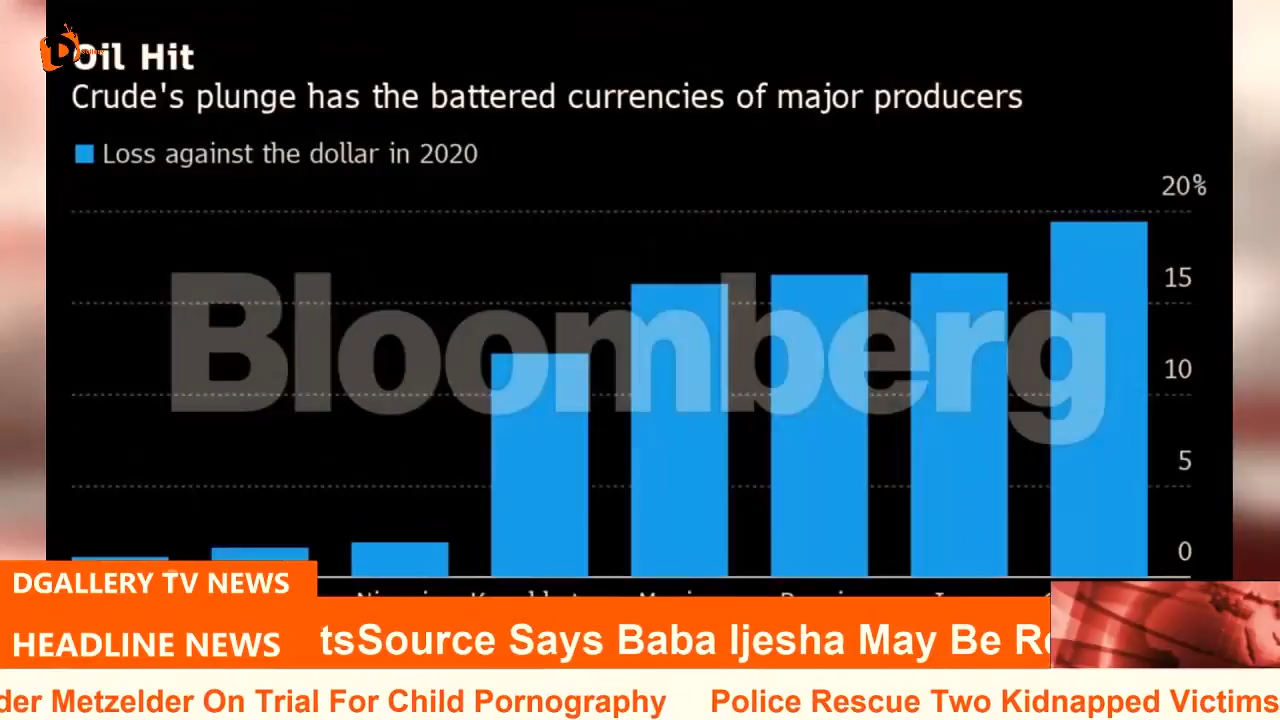 Oil Hit
Crude's plunge has the battered currencies of major producers
Loss against the dollar in 2020
20%
15
10
5
0
Bloomberg
DGALLERY TV NEWS
HEADLINE NEWS
tsSource Says Baba Ijesha May Be Re
der Metzelder On Trial For Child Pornography Police Rescue Two Kidnapped Victims